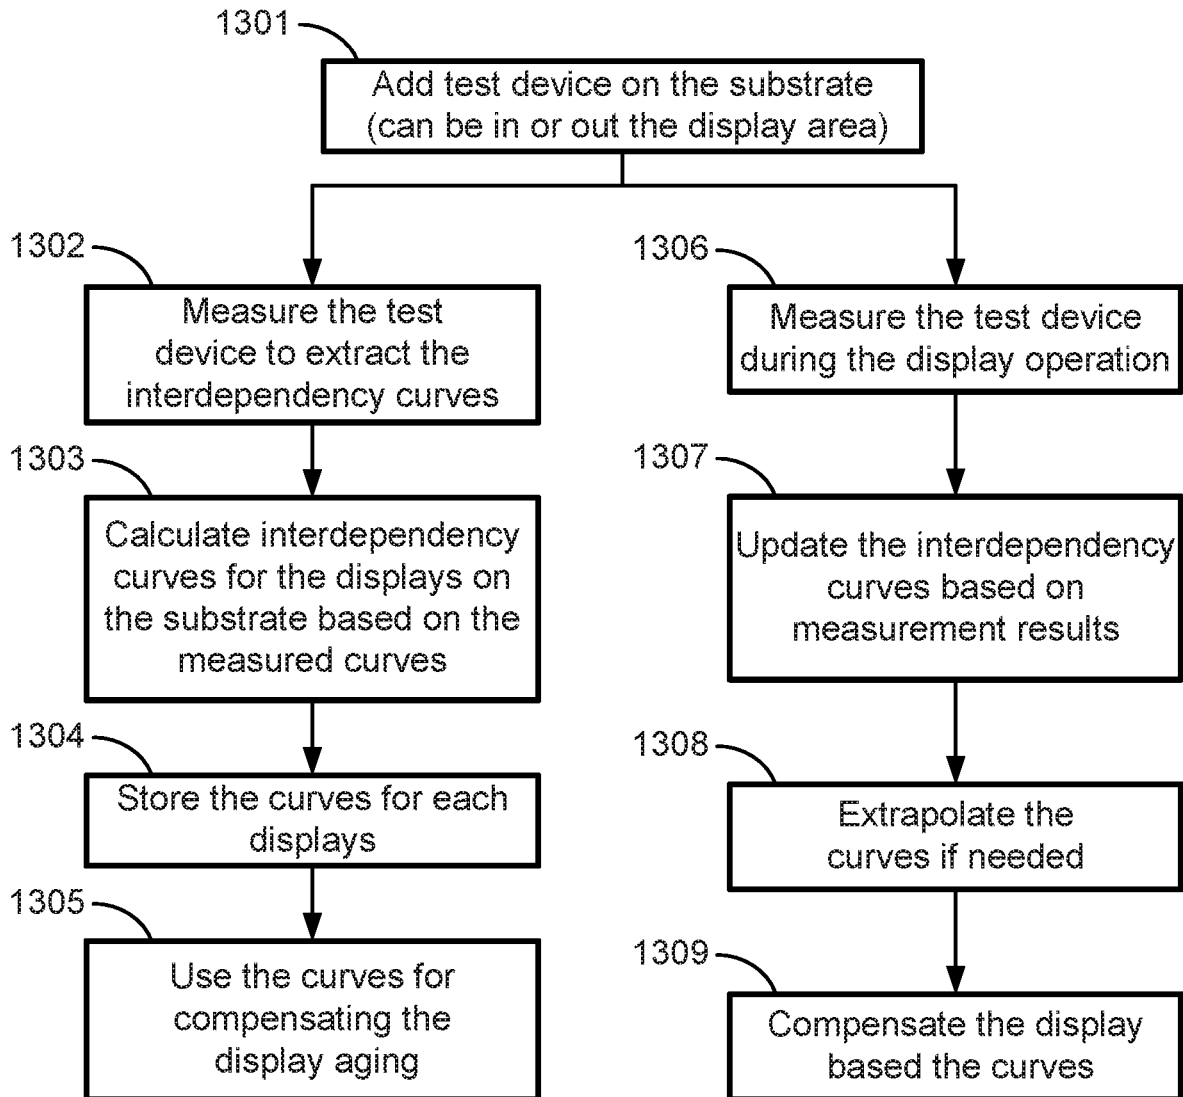 1301
Add test device on the substrate
(can be in or out the display area)
1302
Measure the test
device to extract the
interdependency curves
1303
Calculate interdependency
curves for the displays on
the substrate based on the
measured curves
1304
Store the curves for each
displays
1305
Use the curves for
compensating the
display aging
1306
Measure the test device
during the display operation
1307
Update the interdependency
curves based on
measurement results
1308
Extrapolate the
curves if needed
1309
Compensate the display
based the curves